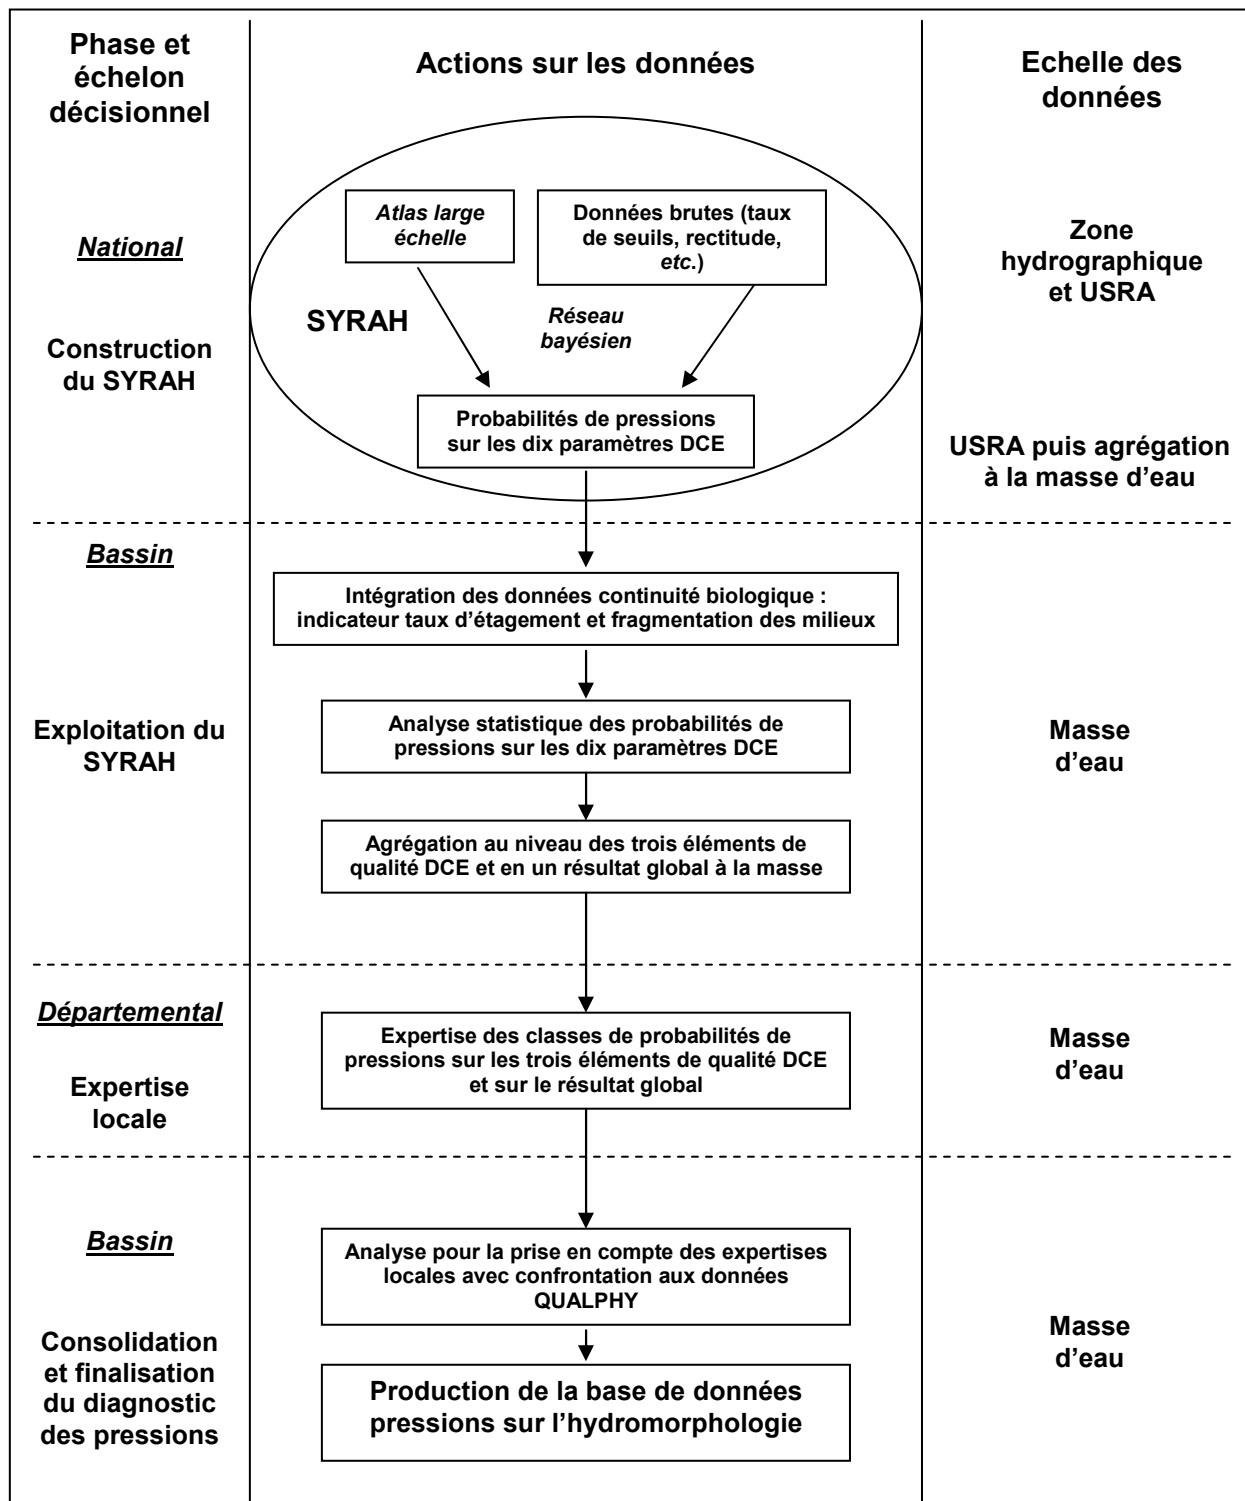 Phase et
échelon
décisionnel
Actions sur les données
Echelle des
données
National
Construction
du SYRAH
Atlas large
échelle
Données brutes (taux
de seuils, rectitude,
etc.)
SYRAH
Réseau
bayésien
Probabilités de pressions
sur les dix paramètres DCE
Zone
hydrographique
et USRA
USRA puis agrégation
à la masse d’eau
Bassin
Exploitation du
SYRAH
Intégration des données continuité biologique :
indicateur taux d’étagement et fragmentation des milieux
Analyse statistique des probabilités de
pressions sur les dix paramètres DCE
Agrégation au niveau des trois éléments de
qualité DCE et en un résultat global à la masse
Masse
d’eau
Départemental
Expertise
locale
Expertise des classes de probabilités de
pressions sur les trois éléments de qualité DCE
et sur le résultat global
Masse
d’eau
Bassin
Consolidation
et finalisation
du diagnostic
des pressions
Analyse pour la prise en compte des expertises
locales avec confrontation aux données
QUALPHY
Production de la base de données
pressions sur l’hydromorphologie
Masse
d’eau